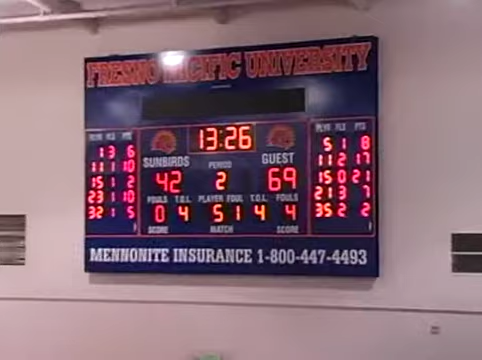 FRESNO PACIFIC UNIVERSITY
13:26
SUNBIRDS PERIOD GUEST
42 2 69
FOULS T.O.L. PLAYER FOUL T.O.L. FOULS
0 4 51 4 4
SCORE MATCH SCORE
PLYR FLS PTS
1 3 6
11 1 10
15 1 2
23 1 10
32 1 5
PLYR FLS PTS
5 1 8
11 2 17
15 0 21
21 3 7
35 2 2
MENNONITE INSURANCE 1-800-447-4493